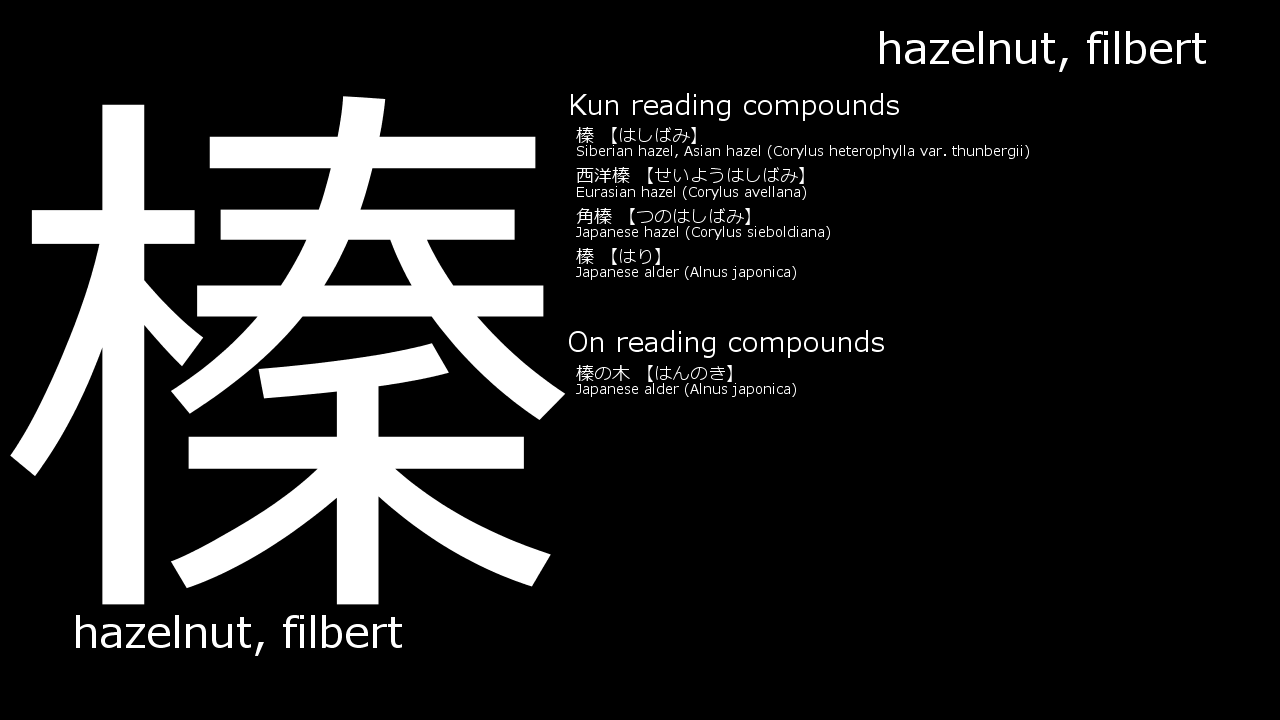 hazelnut, filbert
榛
Kun reading compounds
榛 【はしばみ】
Siberian hazel, Asian hazel (Corylus heterophylla var. thunbergii)
西洋榛 【せいようはしばみ】
Eurasian hazel (Corylus avellana)
角榛 【つのはしばみ】
Japanese hazel (Corylus sieboldiana)
榛 【はり】
Japanese alder (Alnus japonica)
On reading compounds
榛の木 【はんのき】
Japanese alder (Alnus japonica)
hazelnut, filbert